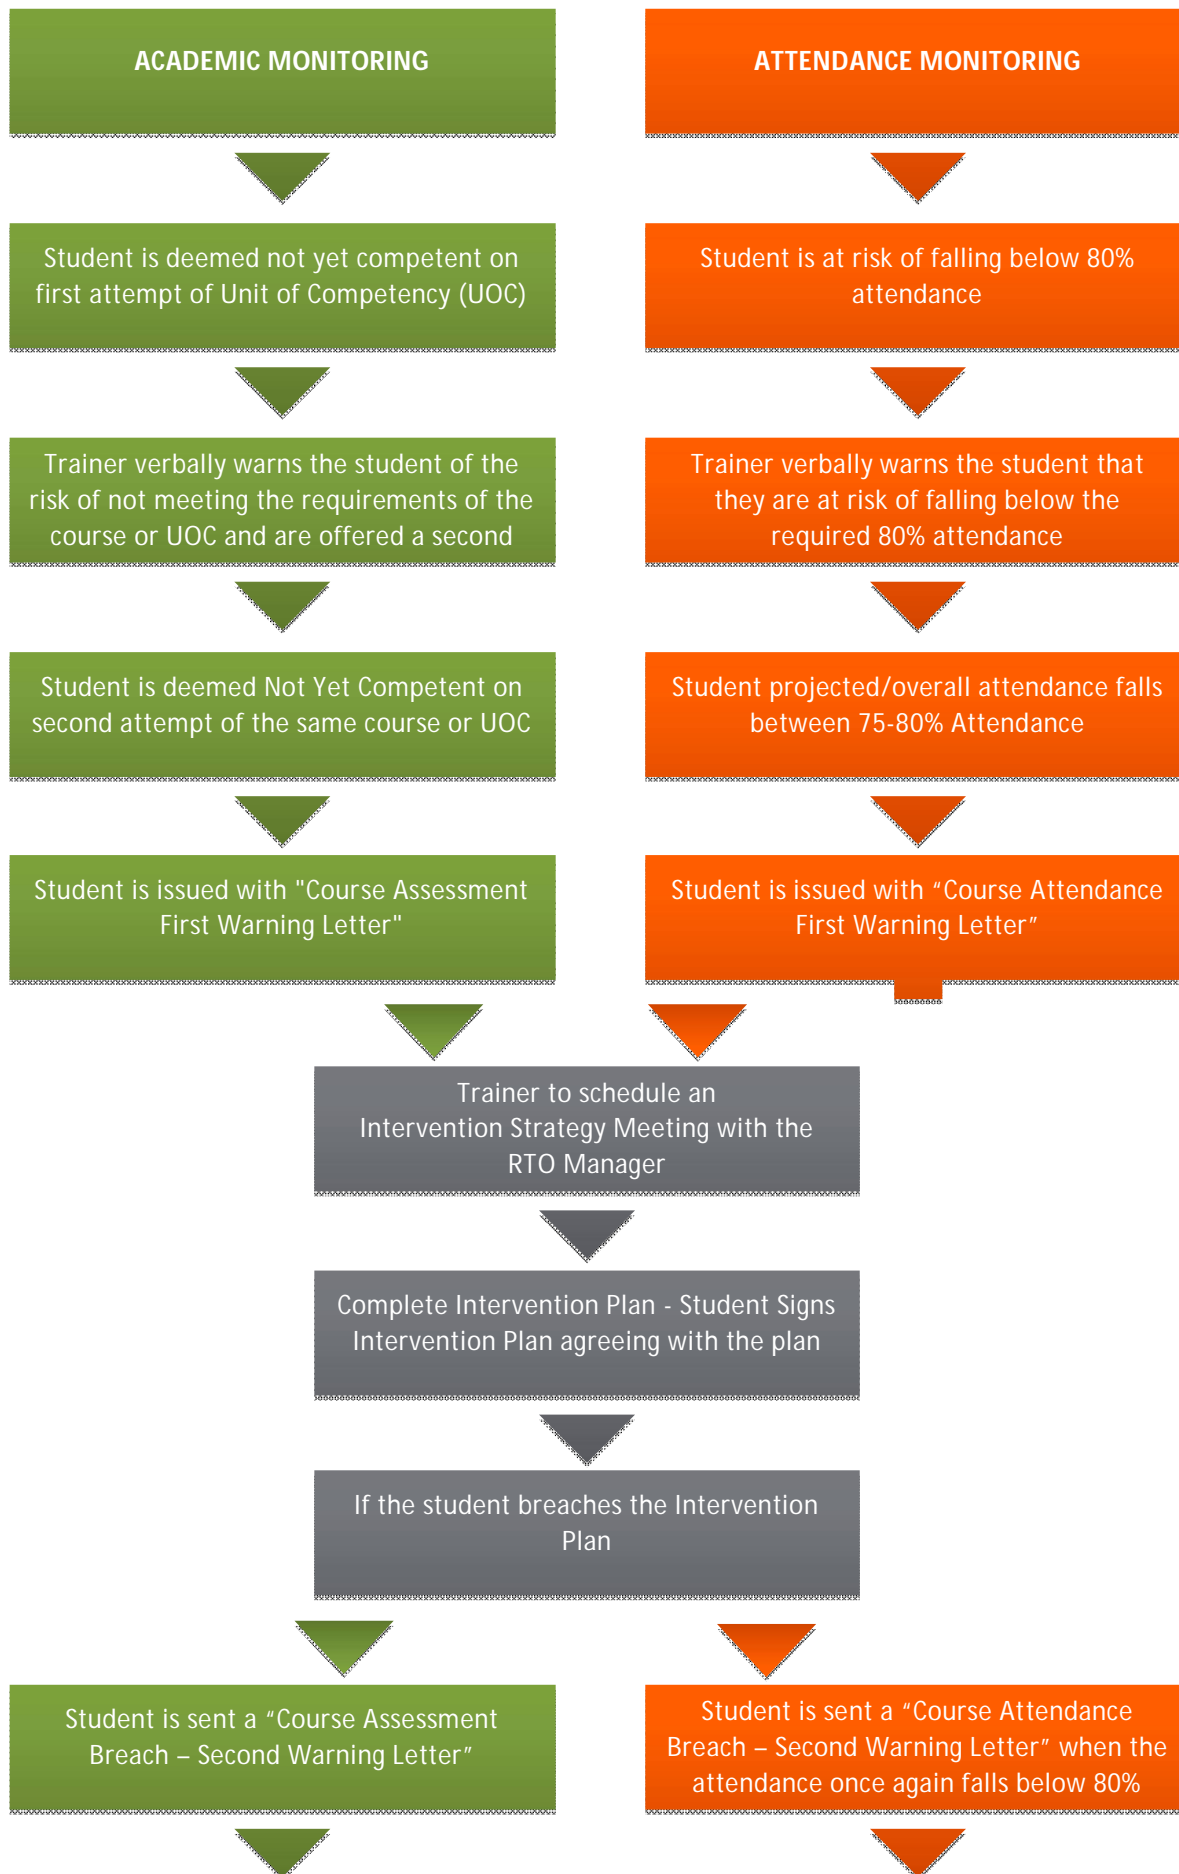 ACADEMIC MONITORING
ATTENDANCE MONITORING
Student is deemed not yet competent on
first attempt of Unit of Competency (UOC)
Student is at risk of falling below 80%
attendance
Trainer verbally warns the student of the
risk of not meeting the requirements of the
course or UOC and are offered a second
Trainer verbally warns the student that
they are at risk of falling below the
required 80% attendance
Student is deemed Not Yet Competent on
second attempt of the same course or UOC
Student projected/overall attendance falls
between 75-80% Attendance
Student is issued with "Course Assessment
First Warning Letter"
Student is issued with “Course Attendance
First Warning Letter”
Trainer to schedule an
Intervention Strategy Meeting with the
RTO Manager
Complete Intervention Plan - Student Signs
Intervention Plan agreeing with the plan
If the student breaches the Intervention
Plan
Student is sent a “Course Assessment
Breach – Second Warning Letter”
Student is sent a “Course Attendance
Breach – Second Warning Letter” when the
attendance once again falls below 80%